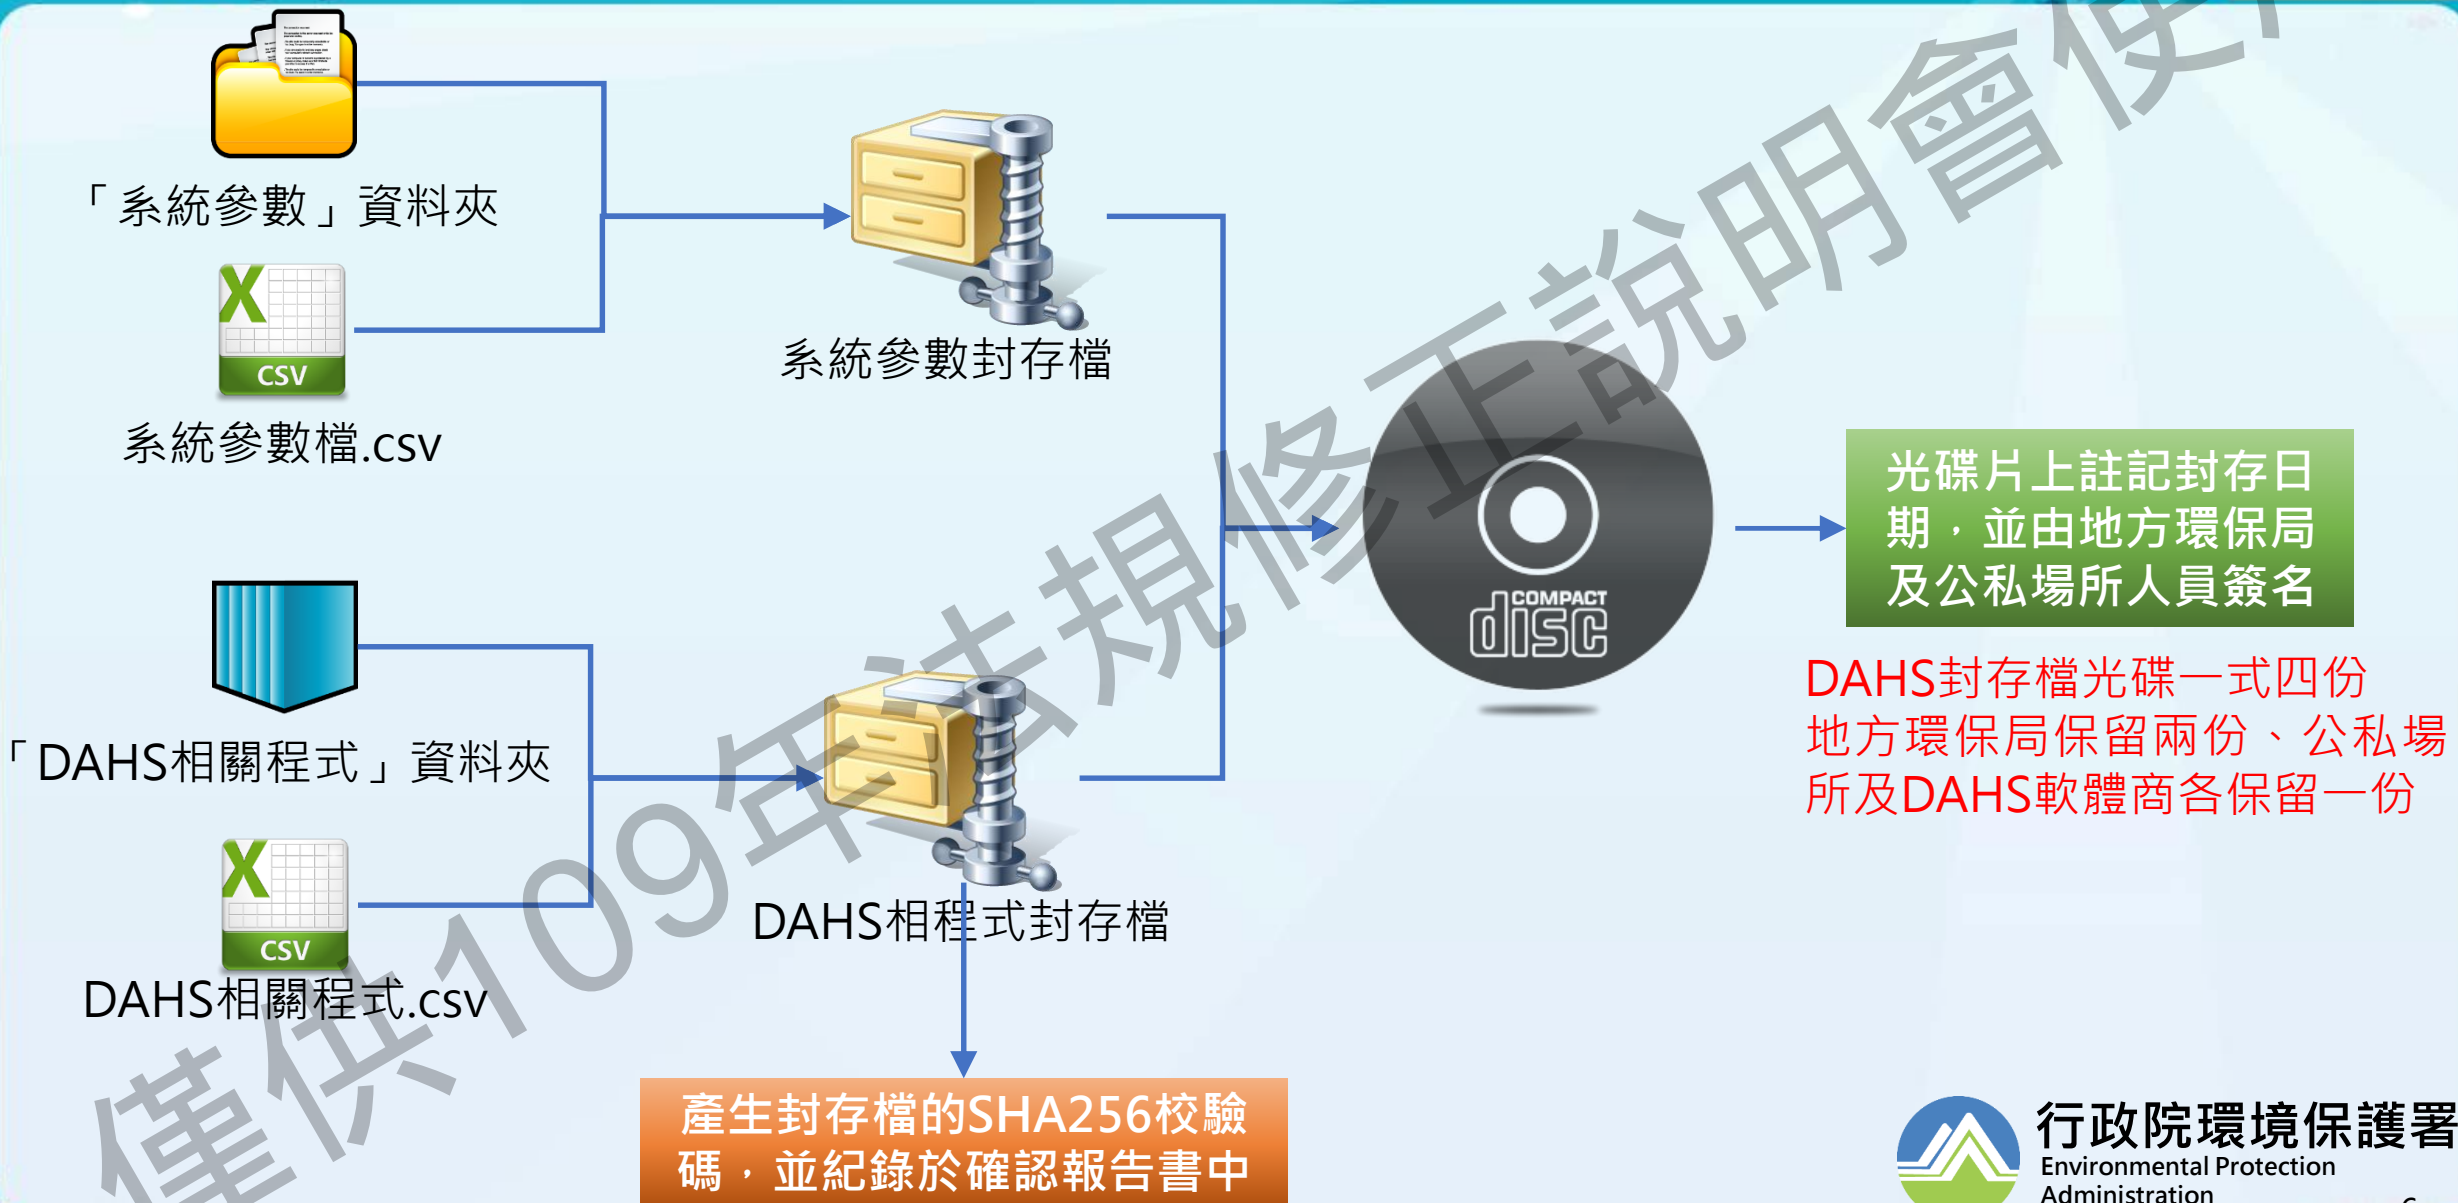 「系統參數」資料夾
CSV
系統參數檔.csv
系統參數封存檔
「DAHS相關程式」資料夾
CSV
DAHS相關程式.csv
DAHS相程式封存檔
產生封存檔的SHA256校驗
碼，並紀錄於確認報告書中
COMPACT
disc
光碟片上註記封存日
期，並由地方環保局
及公私場所人員簽名
DAHS封存檔光碟一式四份
地方環保局保留兩份、公私場
所及DAHS軟體商各保留一份
僅供109年法規修正說明會使
行政院環境保護署
Environmental Protection
Administration